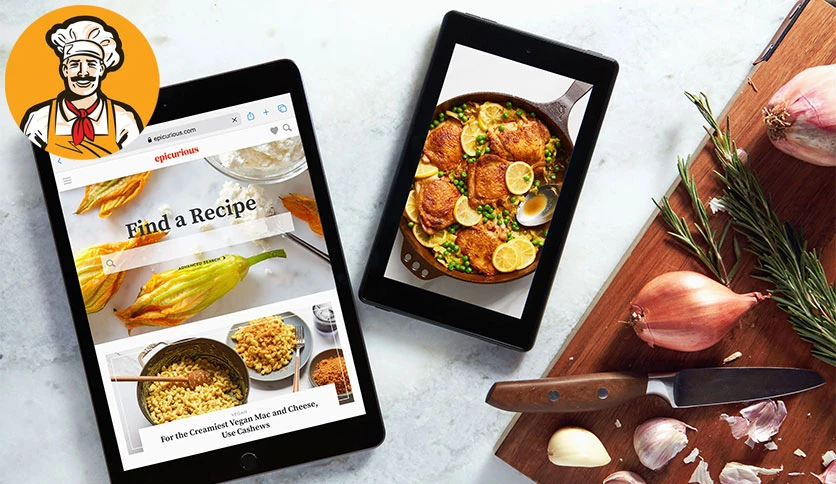 epicurious.com
epicurious
Find a Recipe
ADVANCED SEARCH
VEGAN
For the Creamiest Vegan Mac and Cheese,
Use Cashews